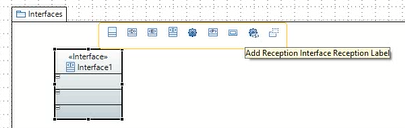 Interfaces
Add Reception Interface Reception Label
«Interface»
Interface1